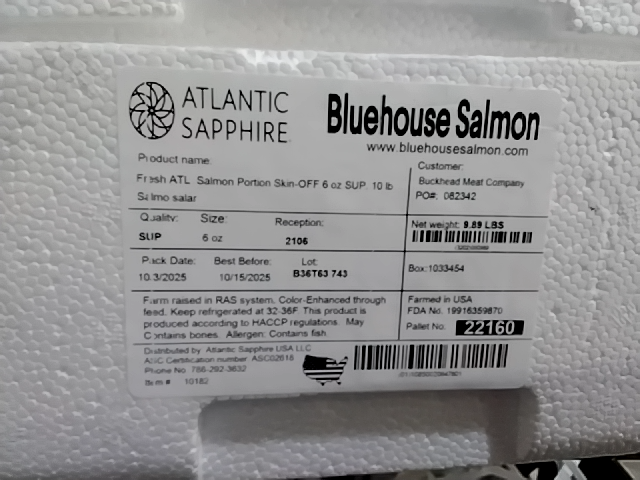 ATLANTIC
SAPPHIRE
Bluehouse Salmon
www.bluehousesalmon.com
Product name:
Fresh ATL Salmon Portion Skin-OFF 6 oz SUP. 10 lb
Salmo salar
Customer:
Buckhead Meat Company
PO#: 062342
Quality:
SUP
Size:
6 oz
Reception:
2106
Net weight: 9.89 LBS
Pack Date:
10/3/2025
Best Before:
10/15/2025
Lot:
B36T63 743
Box:1033454
Farm raised in RAS system. Color-Enhanced through
feed. Keep refrigerated at 32-36F. This product is
produced according to HACCP regulations. May
Contains bones. Allergen: Contains fish.
Farmed in USA
FDA No. 19916359870
Pallet No. 22160
Distributed by Atlantic Sapphire USA LLC
ASC Certification number ASC02618
Phone No 786-292-3632
Item # 10182